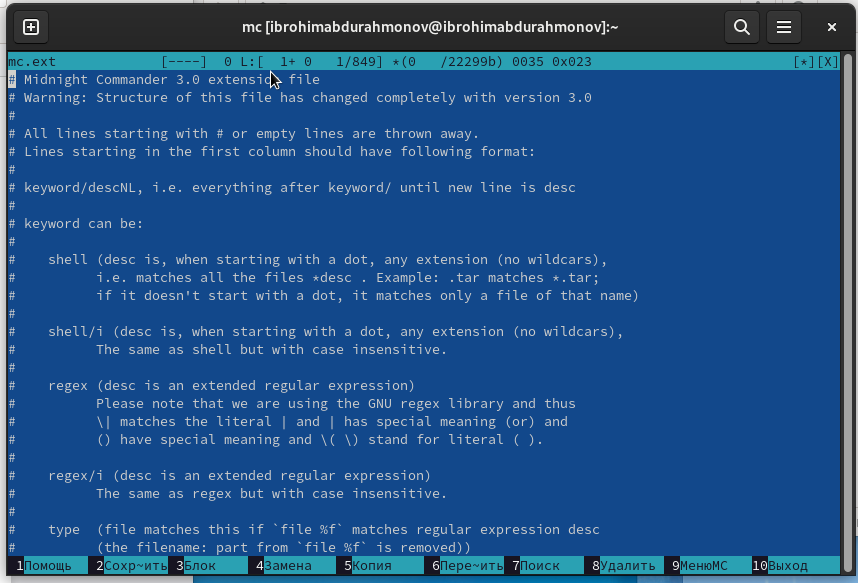 mc [ibrohimabdurahmonov@ibrohimabdurahmonov]:~
mc.ext [----] 0 L:[ 1+ 0 1/849] *(0 /22299b) 0035 0x023 [*][X]
# Midnight Commander 3.0 extension file
# Warning: Structure of this file has changed completely with version 3.0
#
# All lines starting with # or empty lines are thrown away.
# Lines starting in the first column should have following format:
#
# keyword/descNL, i.e. everything after keyword/ until new line is desc
#
# keyword can be:
#
#    shell (desc is, when starting with a dot, any extension (no wildcars),
#          i.e. matches all the files *desc . Example: .tar matches *.tar;
#          if it doesn't start with a dot, it matches only a file of that name)
#
#    shell/i (desc is, when starting with a dot, any extension (no wildcars),
#          The same as shell but with case insensitive.
#
#    regex (desc is an extended regular expression)
#          Please note that we are using the GNU regex library and thus
#          \| matches the literal | and | has special meaning (or) and
#          () have special meaning and \( \) stand for literal ( ).
#
#    regex/i (desc is an extended regular expression)
#          The same as regex but with case insensitive.
#
#    type  (file matches this if `file %f` matches regular expression desc
#          (the filename: part from `file %f` is removed))
1Помощь 2Сохр~ить 3Блок 4Замена 5Копия 6Пере~ить 7Поиск 8Удалить 9МенюМС 10Выход